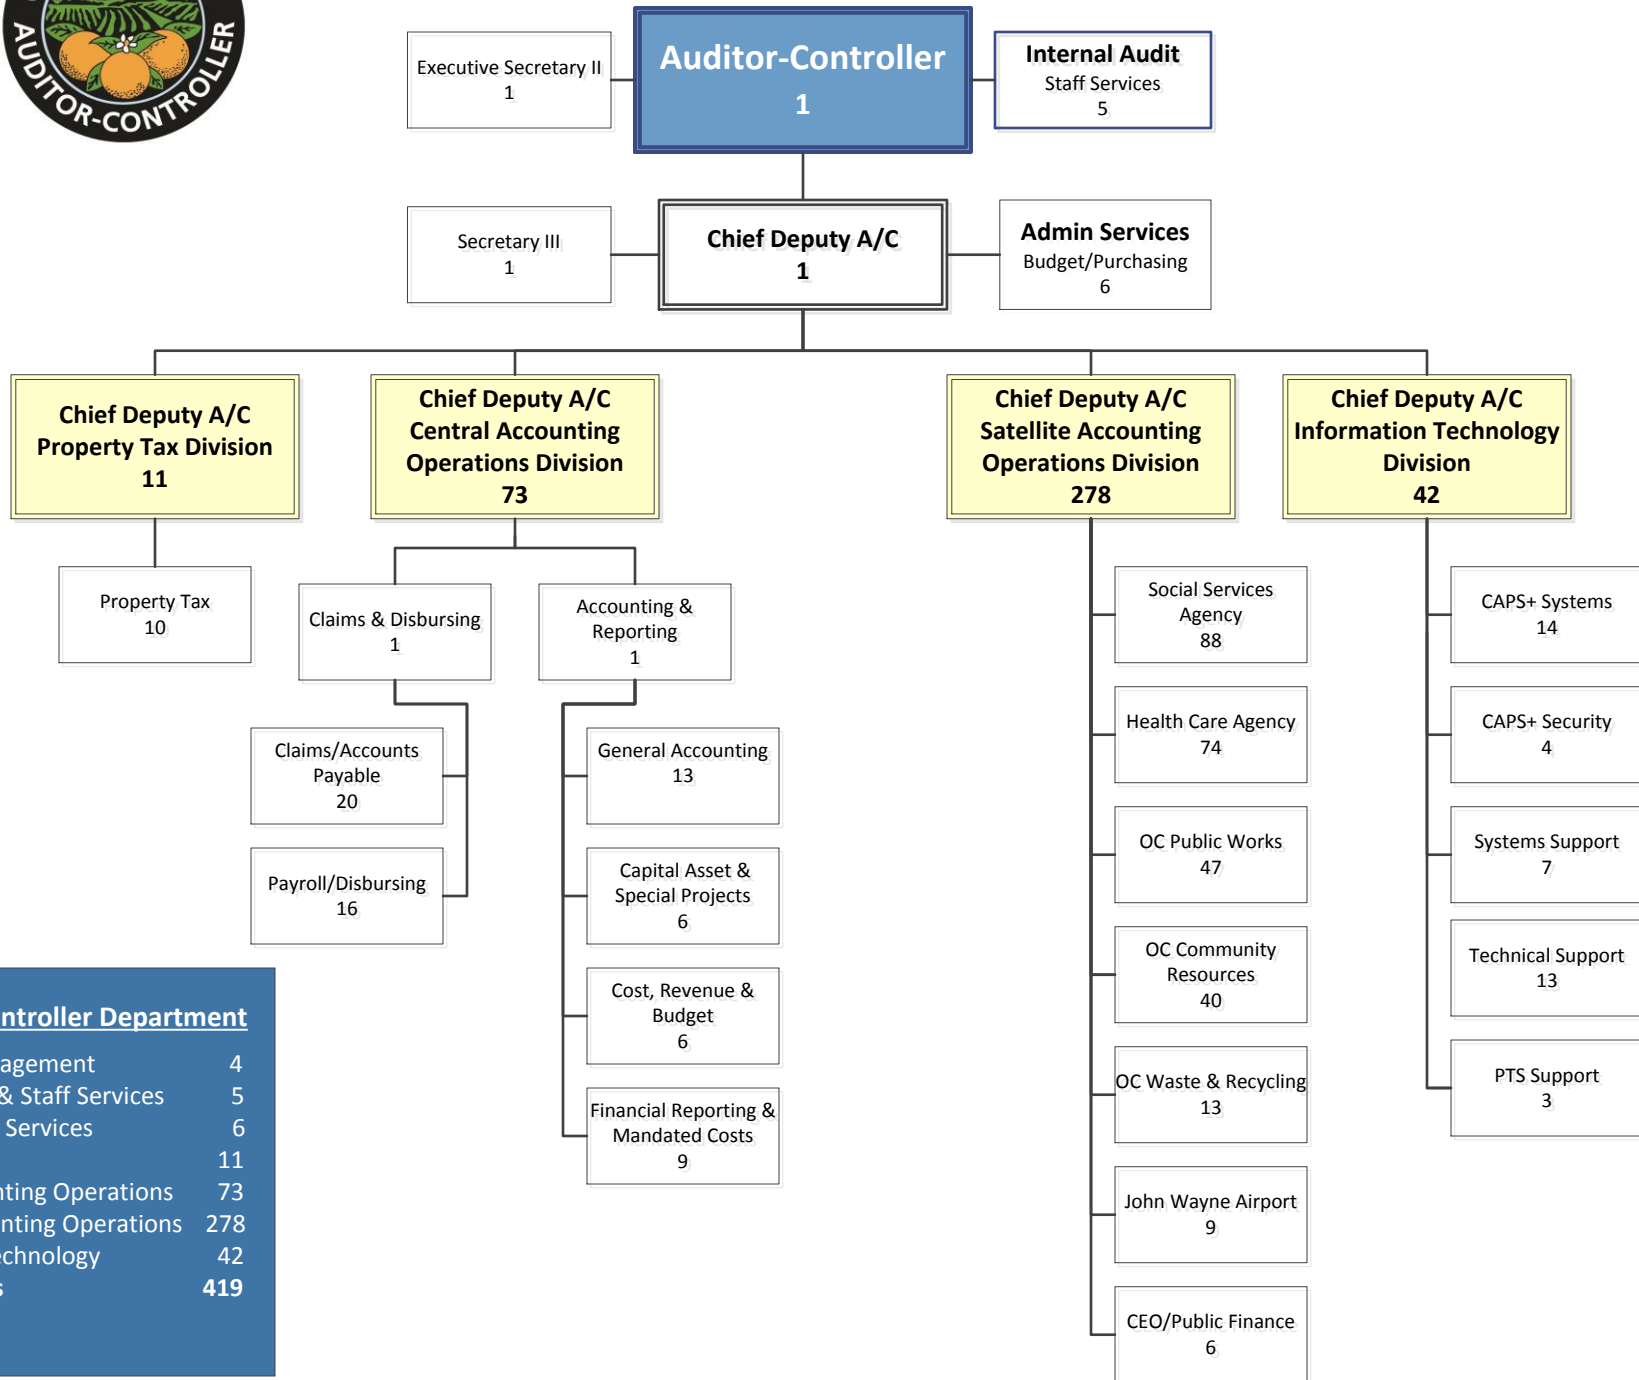 AUDITOR-CONTROLLER
Executive Secretary II
1
Auditor-Controller
1
Internal Audit
Staff Services
5
Secretary III
1
Chief Deputy A/C
1
Admin Services
Budget/Purchasing
6
Chief Deputy A/C
Property Tax Division
11
Chief Deputy A/C
Central Accounting
Operations Division
73
Chief Deputy A/C
Satellite Accounting
Operations Division
278
Chief Deputy A/C
Information Technology
Division
42
Property Tax
10
Claims & Disbursing
1
Accounting &
Reporting
1
Claims/Accounts
Payable
20
Payroll/Disbursing
16
General Accounting
13
Capital Asset &
Special Projects
6
Cost, Revenue &
Budget
6
Financial Reporting &
Mandated Costs
9
Social Services
Agency
88
Health Care Agency
74
OC Public Works
47
OC Community
Resources
40
OC Waste & Recycling
13
John Wayne Airport
9
CEO/Public Finance
6
CAPS+ Systems
14
CAPS+ Security
4
Systems Support
7
Technical Support
13
PTS Support
3
ntroller Department
agement 4
& Staff Services 5
Services 6
11
nting Operations 73
nting Operations 278
echnology 42
s 419